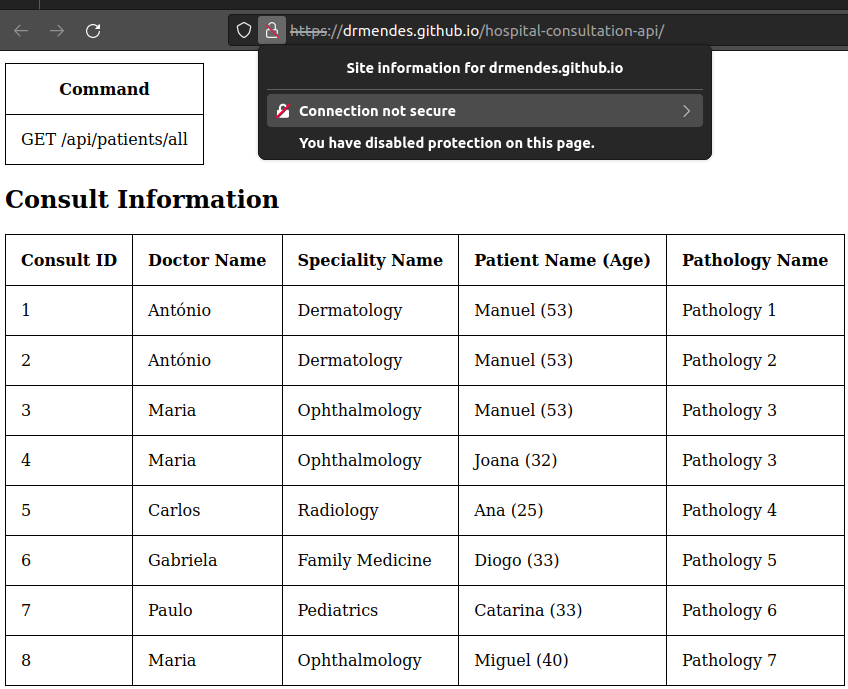 https://drmendes.github.io/hospital-consultation-api/
Site information for drmendes.github.io
Connection not secure
You have disabled protection on this page.
Command
GET /api/patients/all
Consult Information
Consult ID Doctor Name Speciality Name Patient Name (Age) Pathology Name
1 António Dermatology Manuel (53) Pathology 1
2 António Dermatology Manuel (53) Pathology 2
3 Maria Ophthalmology Manuel (53) Pathology 3
4 Maria Ophthalmology Joana (32) Pathology 3
5 Carlos Radiology Ana (25) Pathology 4
6 Gabriela Family Medicine Diogo (33) Pathology 5
7 Paulo Pediatrics Catarina (33) Pathology 6
8 Maria Ophthalmology Miguel (40) Pathology 7